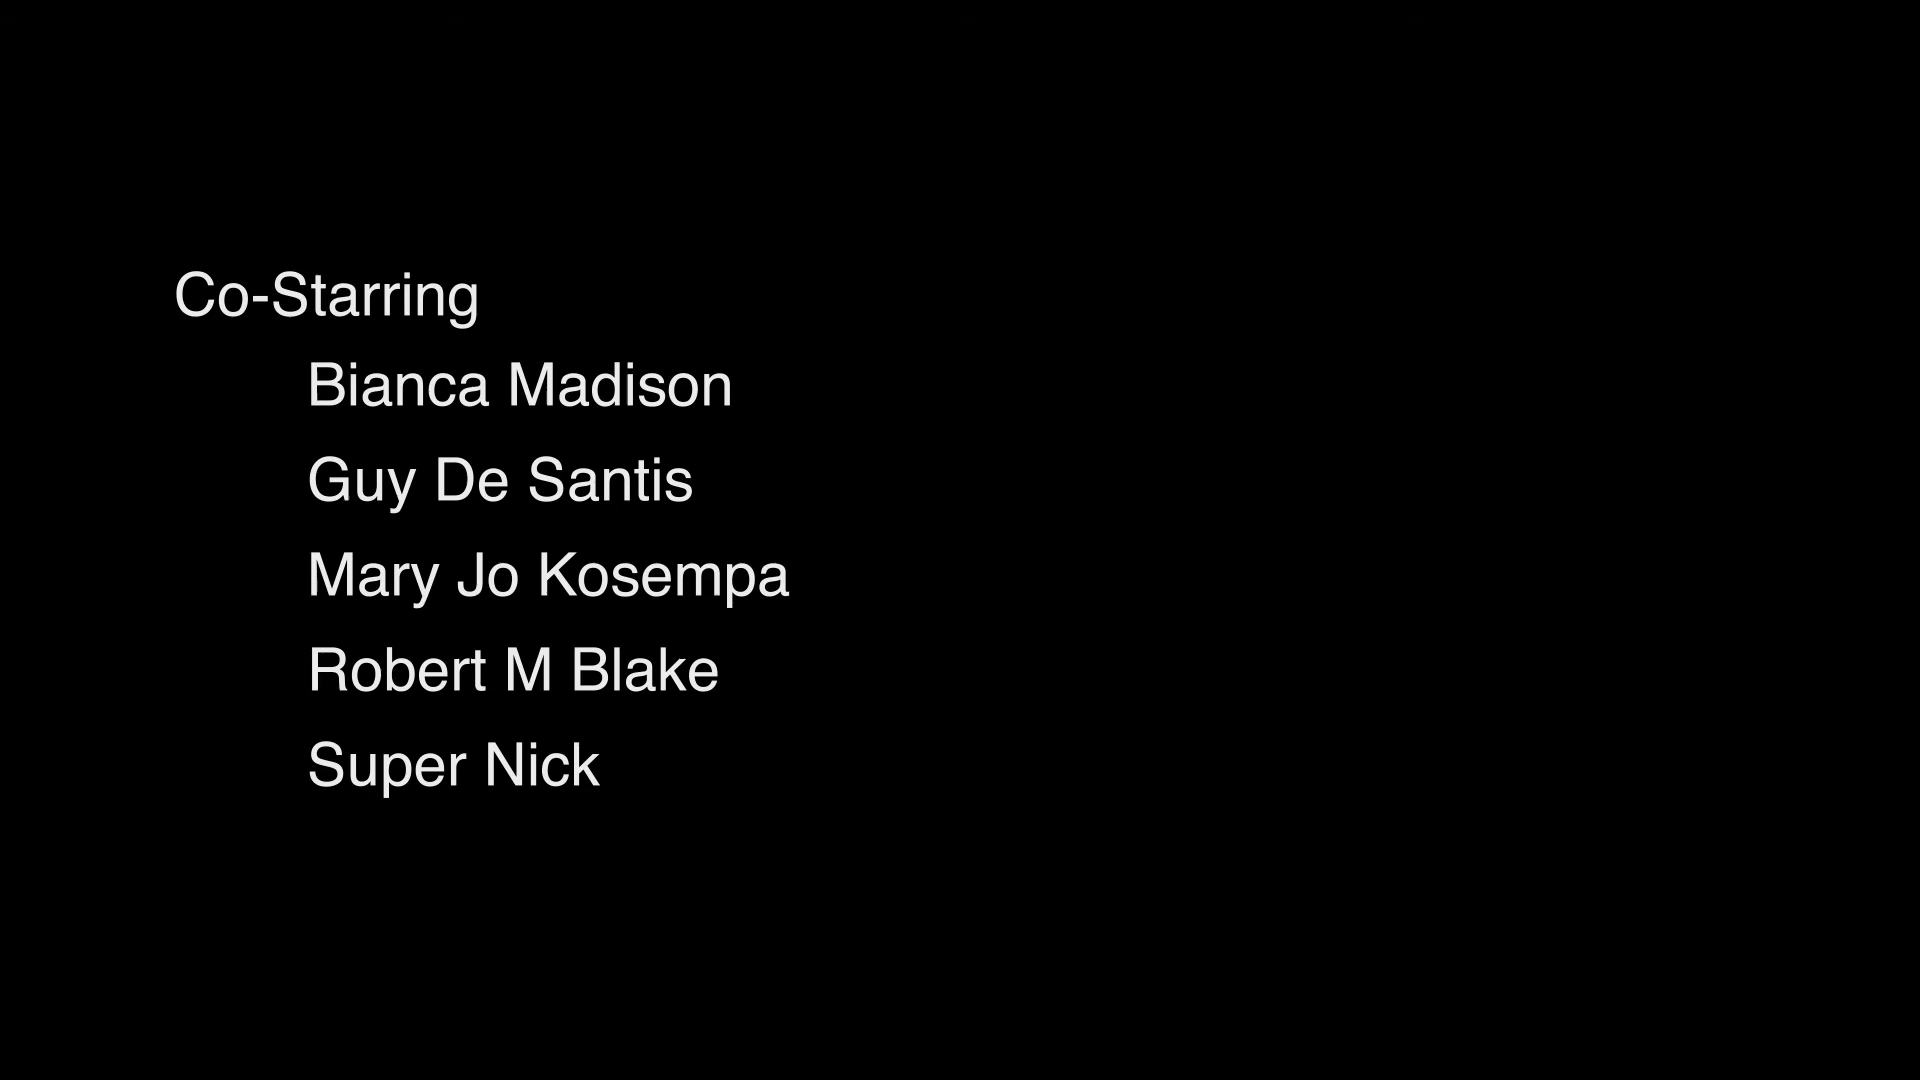 Co-Starring
Bianca Madison
Guy De Santis
Mary Jo Kosempa
Robert M Blake
Super Nick